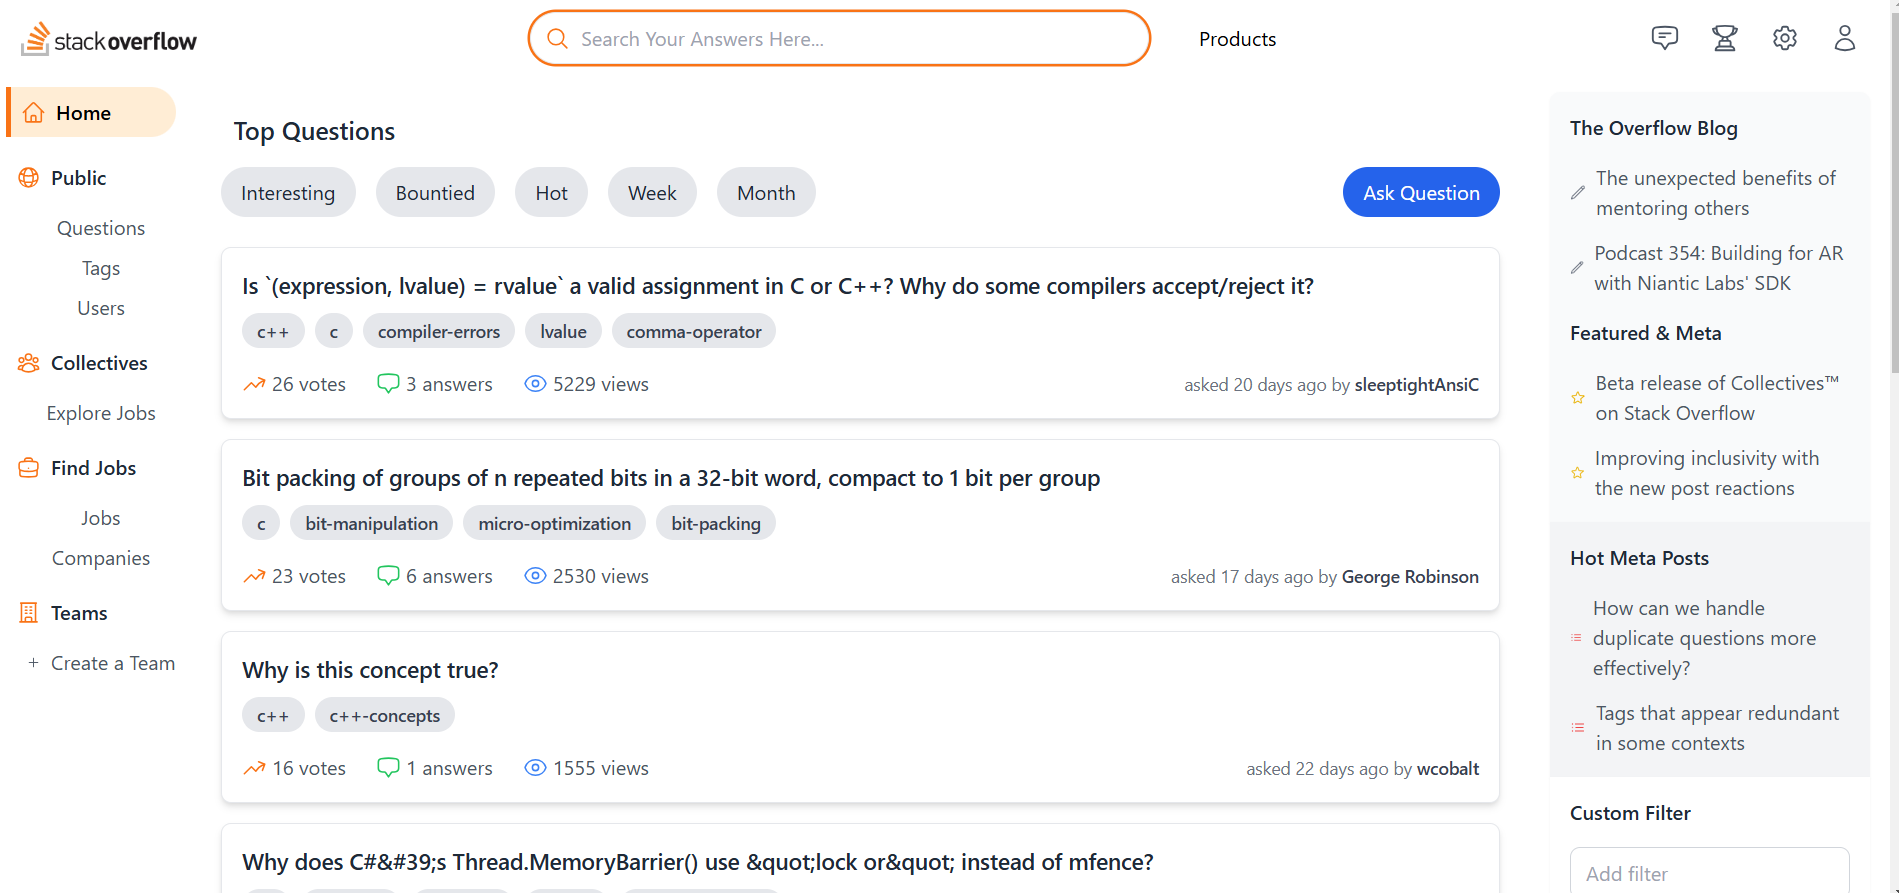 stack overflow
Search Your Answers Here...
Products
Home
Public
Questions
Tags
Users
Collectives
Explore Jobs
Find Jobs
Jobs
Companies
Teams
+ Create a Team
Top Questions
Interesting
Bountied
Hot
Week
Month
Ask Question
Is `(expression, lvalue) = rvalue` a valid assignment in C or C++? Why do some compilers accept/reject it?
c++ c compiler-errors lvalue comma-operator
26 votes 3 answers 5229 views asked 20 days ago by sleeptightAnsiC
Bit packing of groups of n repeated bits in a 32-bit word, compact to 1 bit per group
c bit-manipulation micro-optimization bit-packing
23 votes 6 answers 2530 views asked 17 days ago by George Robinson
Why is this concept true?
c++ c++-concepts
16 votes 1 answers 1555 views asked 22 days ago by wcobalt
Why does C#&#39;s Thread.MemoryBarrier() use &quot;lock or&quot; instead of mfence?
The Overflow Blog
The unexpected benefits of
mentoring others
Podcast 354: Building for AR
with Niantic Labs' SDK
Featured & Meta
Beta release of Collectives™
on Stack Overflow
Improving inclusivity with
the new post reactions
Hot Meta Posts
How can we handle
duplicate questions more
effectively?
Tags that appear redundant
in some contexts
Custom Filter
Add filter